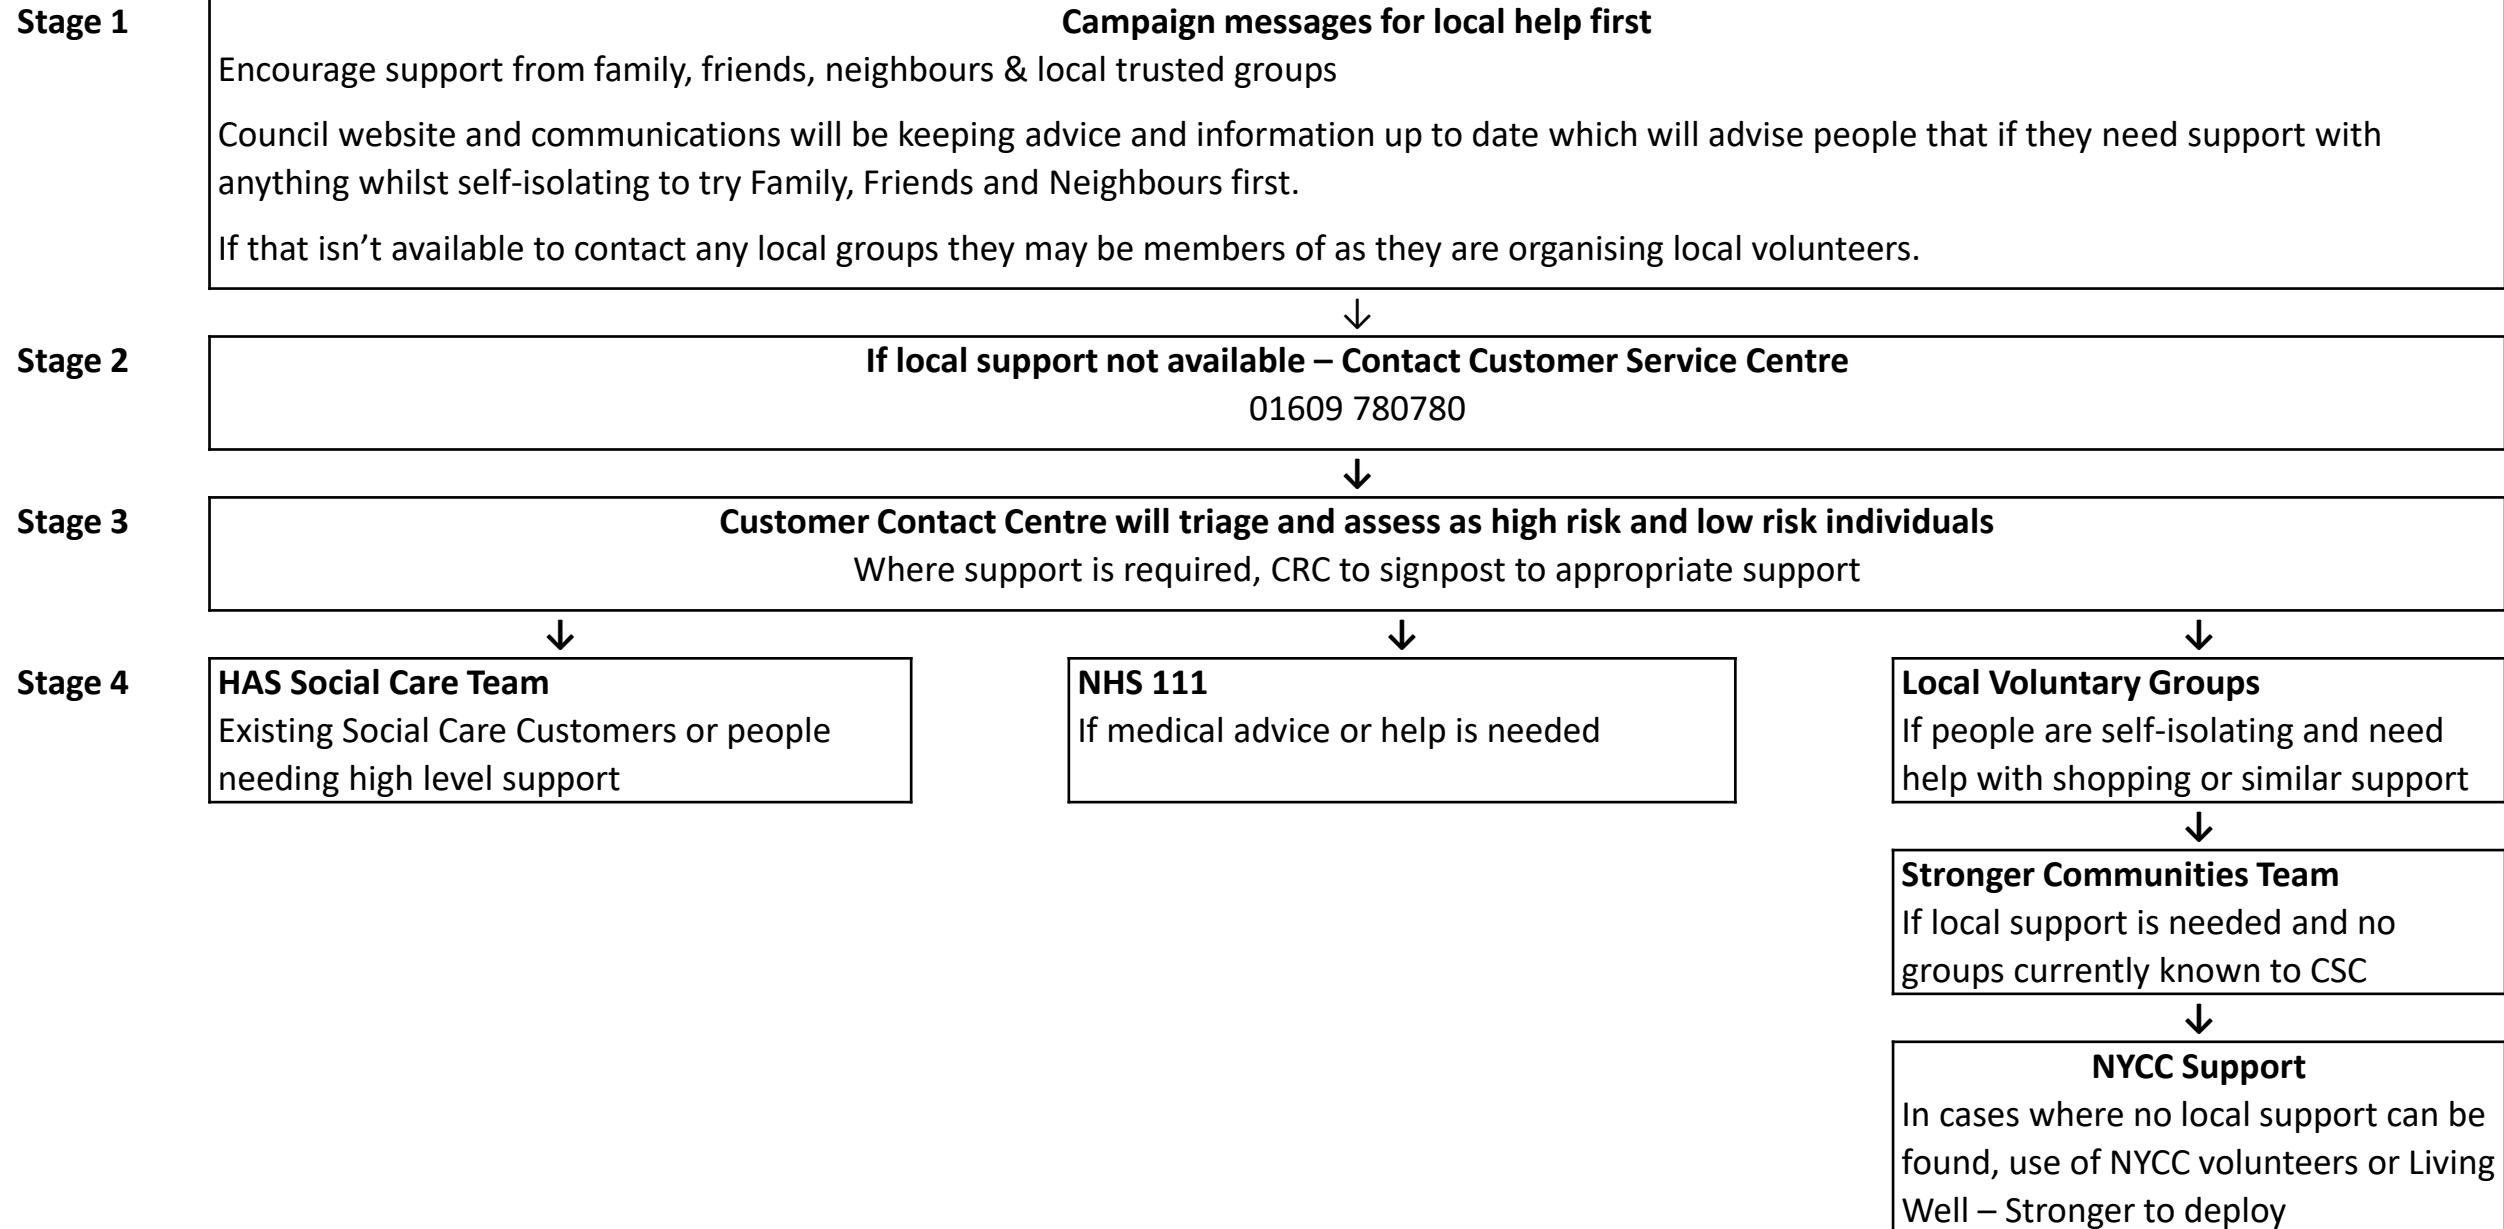 Stage 1
Campaign messages for local help first
Encourage support from family, friends, neighbours & local trusted groups
Council website and communications will be keeping advice and information up to date which will advise people that if they need support with
anything whilst self-isolating to try Family, Friends and Neighbours first.
If that isn’t available to contact any local groups they may be members of as they are organising local volunteers.
Stage 2
If local support not available – Contact Customer Service Centre
01609 780780
Stage 3
Customer Contact Centre will triage and assess as high risk and low risk individuals
Where support is required, CRC to signpost to appropriate support
Stage 4
HAS Social Care Team
Existing Social Care Customers or people
needing high level support
NHS 111
If medical advice or help is needed
Local Voluntary Groups
If people are self-isolating and need
help with shopping or similar support
Stronger Communities Team
If local support is needed and no
groups currently known to CSC
NYCC Support
In cases where no local support can be
found, use of NYCC volunteers or Living
Well – Stronger to deploy